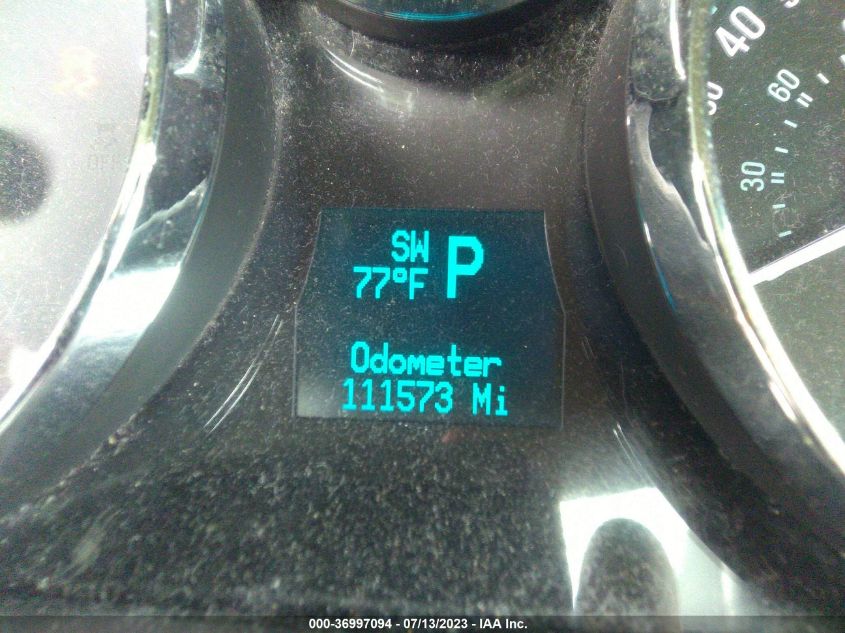 40
60
30
SW P
77°F
Odometer
111573 Mi
000-36997094 - 07/13/2023 - IAA Inc.